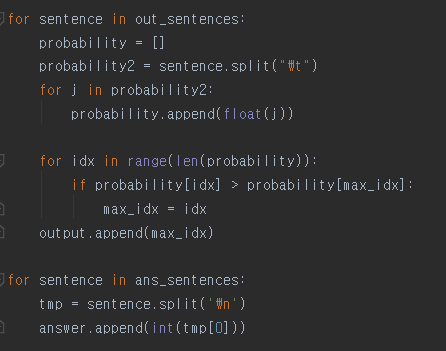 for sentence in out_sentences:
    probability = []
    probability2 = sentence.split("₩t")
    for j in probability2:
        probability.append(float(j))

    for idx in range(len(probability)):
        if probability[idx] > probability[max_idx]:
            max_idx = idx
    output.append(max_idx)

for sentence in ans_sentences:
    tmp = sentence.split('₩n')
    answer.append(int(tmp[0]))